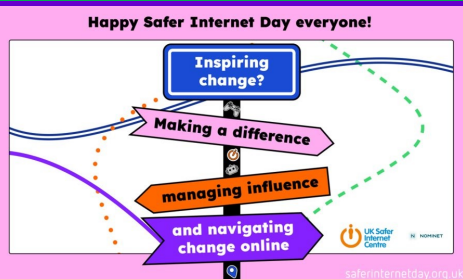 Happy Safer Internet Day everyone!
Inspiring
change?
Making a difference
managing influence
and navigating
change online
UK Safer
Internet
Centre
N NOMINET
saferinternetday.org.uk